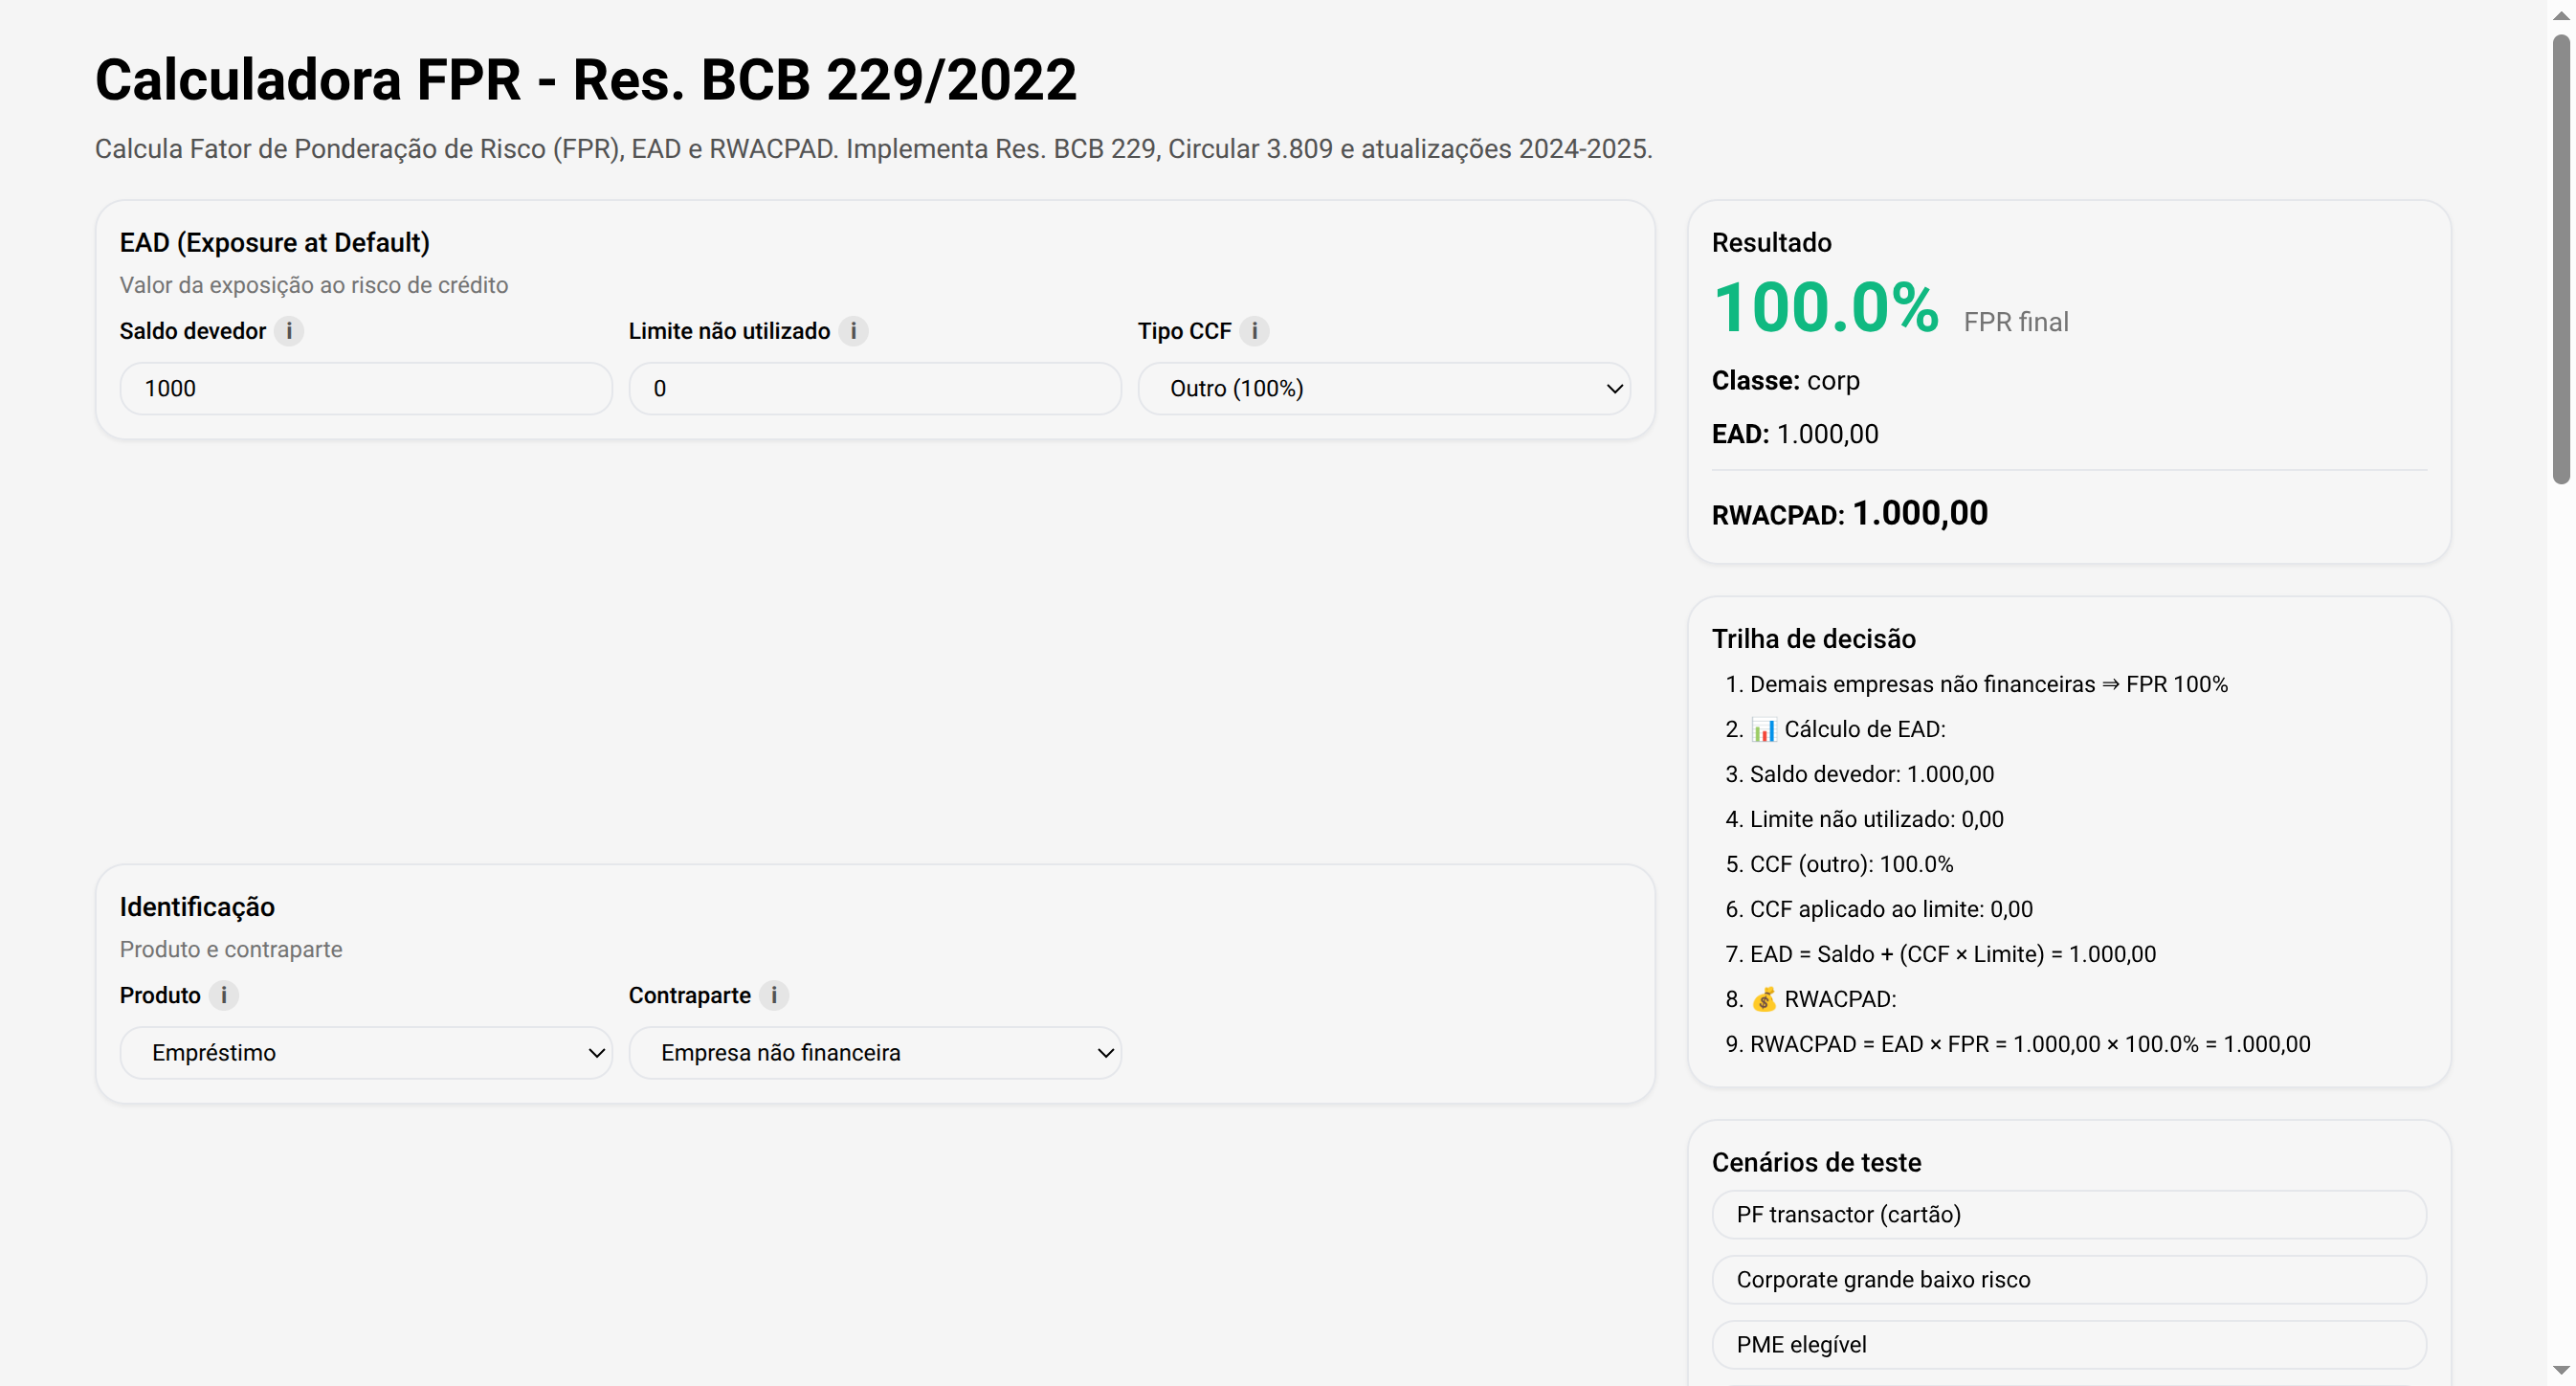 Calculadora FPR - Res. BCB 229/2022
Calcula Fator de Ponderação de Risco (FPR), EAD e RWACPAD. Implementa Res. BCB 229, Circular 3.809 e atualizações 2024-2025.
EAD (Exposure at Default)
Valor da exposição ao risco de crédito
Saldo devedor i
Limite não utilizado i
Tipo CCF i
1000
0
Outro (100%)
Identificação
Produto e contraparte
Produto i
Contraparte i
Empréstimo
Empresa não financeira
Resultado
100.0% FPR final
Classe: corp
EAD: 1.000,00
RWACPAD: 1.000,00
Trilha de decisão
1. Demais empresas não financeiras ⇒ FPR 100%
2. 📊 Cálculo de EAD:
3. Saldo devedor: 1.000,00
4. Limite não utilizado: 0,00
5. CCF (outro): 100.0%
6. CCF aplicado ao limite: 0,00
7. EAD = Saldo + (CCF × Limite) = 1.000,00
8. 💰 RWACPAD:
9. RWACPAD = EAD × FPR = 1.000,00 × 100.0% = 1.000,00
Cenários de teste
PF transactor (cartão)
Corporate grande baixo risco
PME elegível